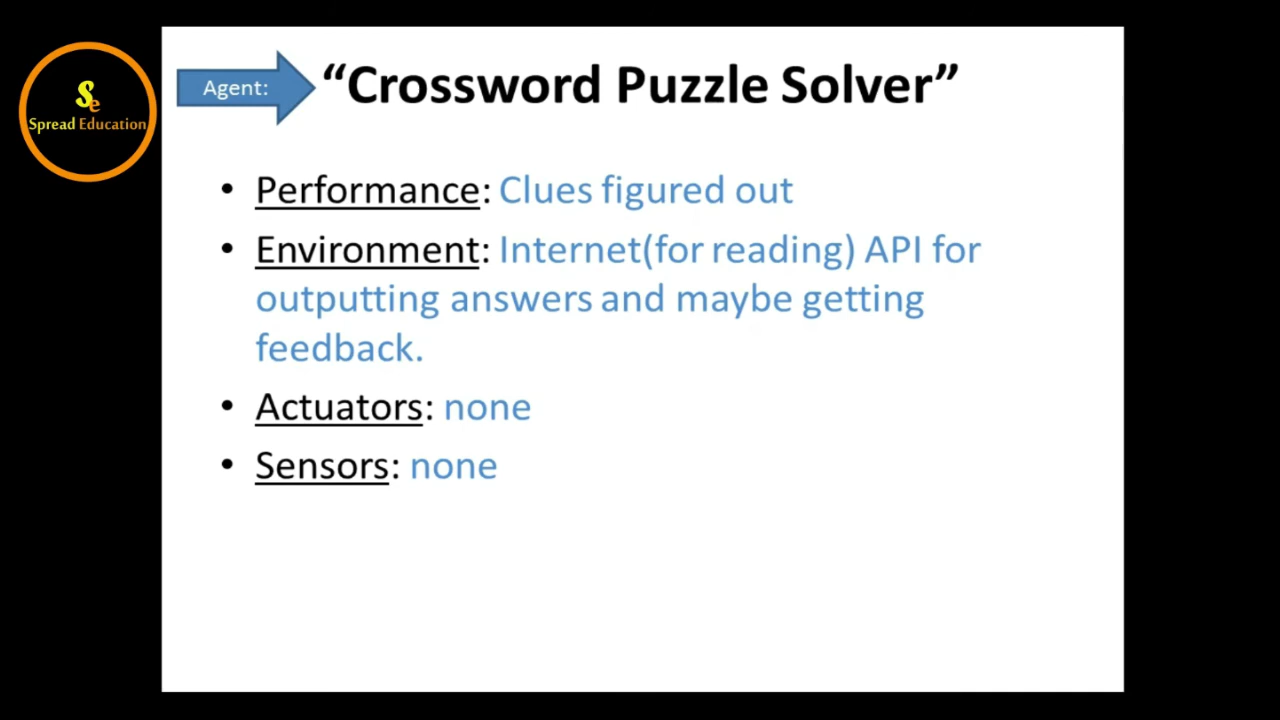 Se
Spread Education
Agent:
“Crossword Puzzle Solver”
• Performance: Clues figured out
• Environment: Internet(for reading) API for
outputting answers and maybe getting
feedback.
• Actuators: none
• Sensors: none